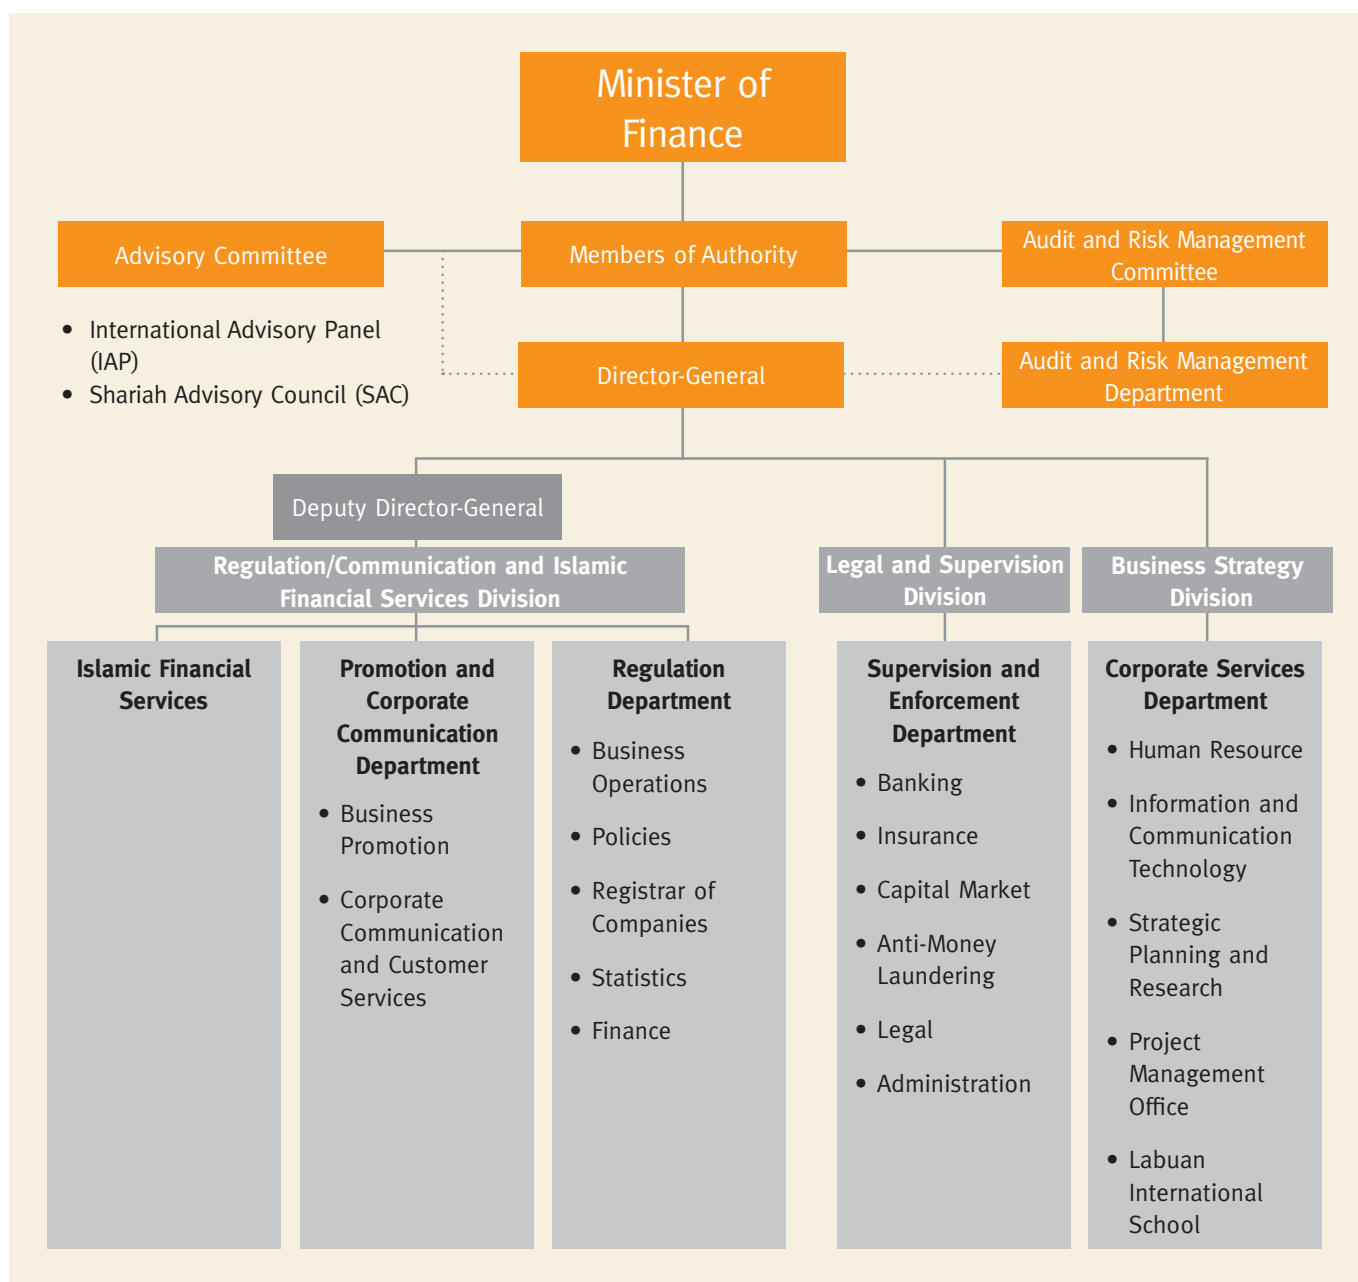 Minister of
Finance
Advisory Committee
Members of Authority
Audit and Risk Management
Committee
• International Advisory Panel
(IAP)
• Shariah Advisory Council (SAC)
Director-General
Audit and Risk Management
Department
Deputy Director-General
Regulation/Communication and Islamic
Financial Services Division
Legal and Supervision
Division
Business Strategy
Division
Islamic Financial
Services
Promotion and
Corporate
Communication
Department
• Business
Promotion
• Corporate
Communication
and Customer
Services
Regulation
Department
• Business
Operations
• Policies
• Registrar of
Companies
• Statistics
• Finance
Supervision and
Enforcement
Department
• Banking
• Insurance
• Capital Market
• Anti-Money
Laundering
• Legal
• Administration
Corporate Services
Department
• Human Resource
• Information and
Communication
Technology
• Strategic
Planning and
Research
• Project
Management
Office
• Labuan
International
School